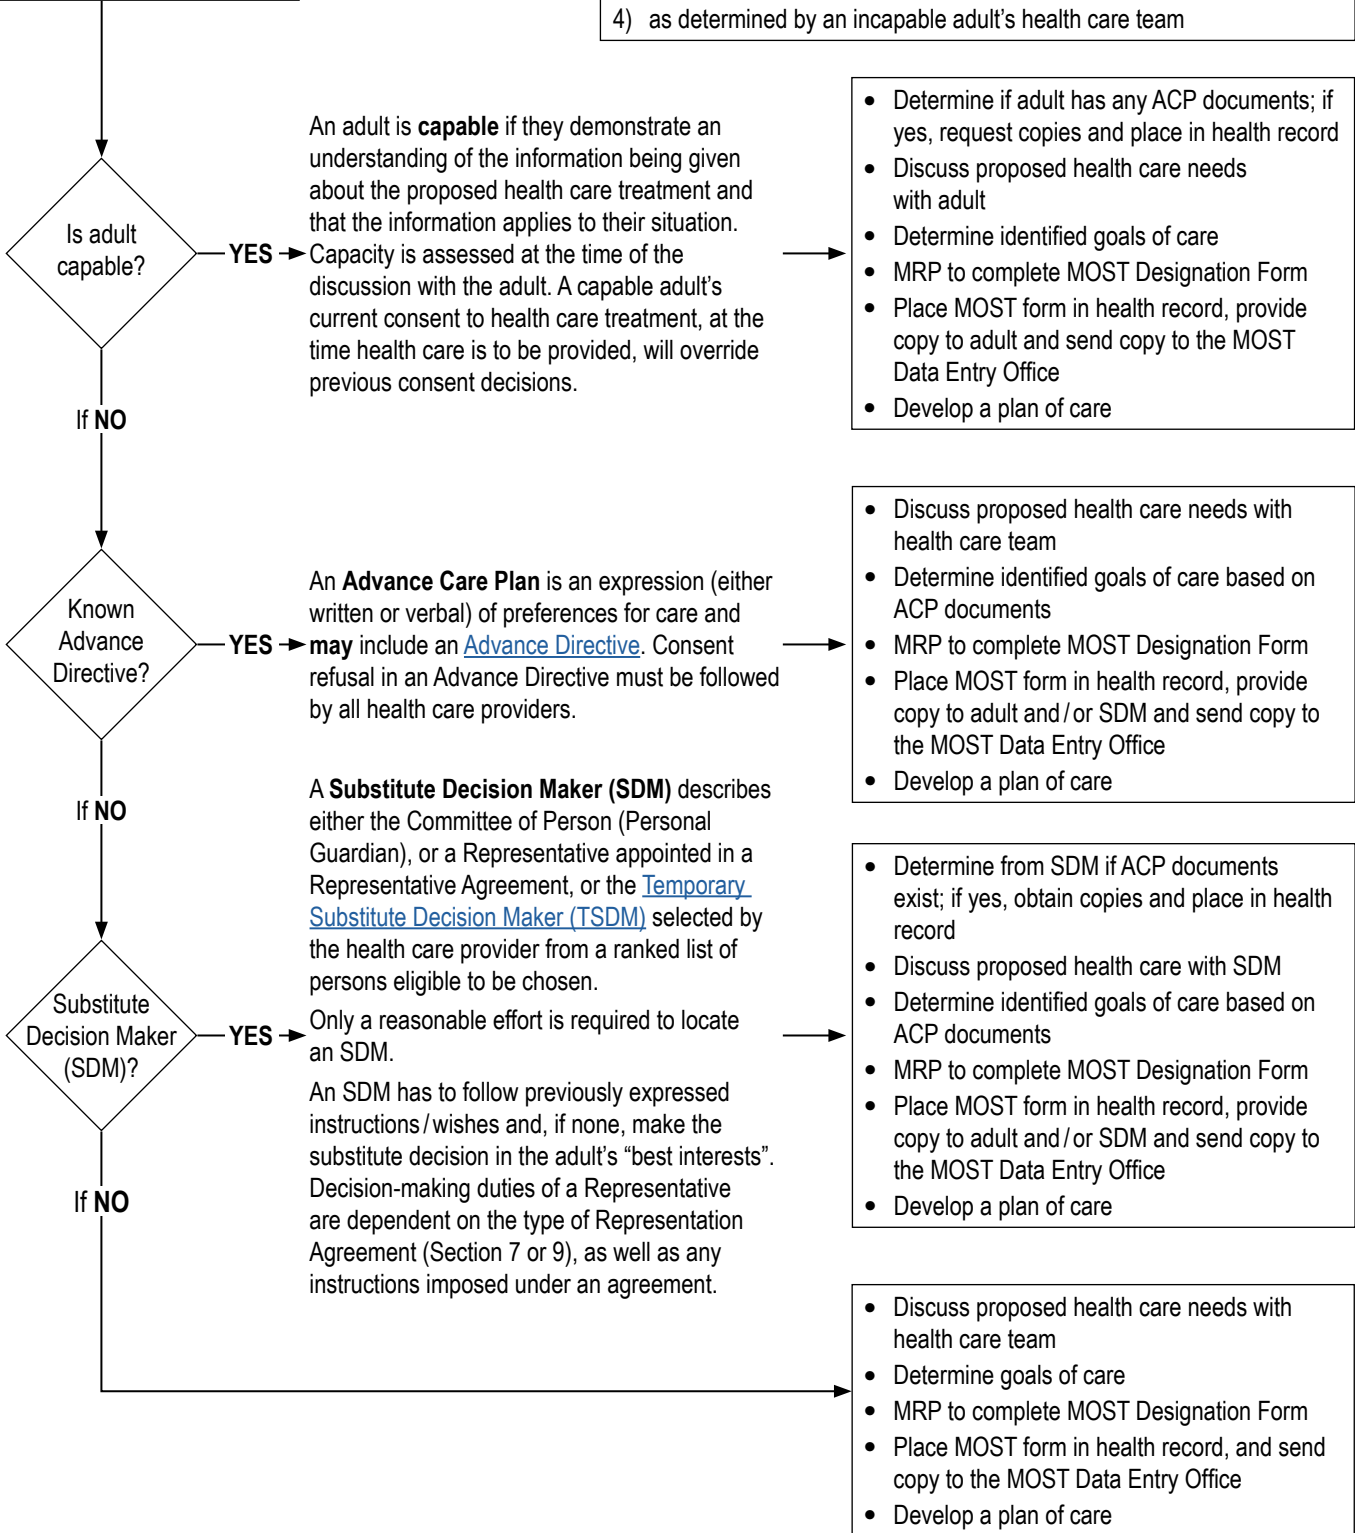 4) as determined by an incapable adult’s health care team
Is adult
capable?
YES
An adult is capable if they demonstrate an
understanding of the information being given
about the proposed health care treatment and
that the information applies to their situation.
Capacity is assessed at the time of the
discussion with the adult. A capable adult’s
current consent to health care treatment, at the
time health care is to be provided, will override
previous consent decisions.
• Determine if adult has any ACP documents; if
yes, request copies and place in health record
• Discuss proposed health care needs
with adult
• Determine identified goals of care
• MRP to complete MOST Designation Form
• Place MOST form in health record, provide
copy to adult and send copy to the MOST
Data Entry Office
• Develop a plan of care
If NO
Known
Advance
Directive?
YES
An Advance Care Plan is an expression (either
written or verbal) of preferences for care and
may include an Advance Directive. Consent
refusal in an Advance Directive must be followed
by all health care providers.
• Discuss proposed health care needs with
health care team
• Determine identified goals of care based on
ACP documents
• MRP to complete MOST Designation Form
• Place MOST form in health record, provide
copy to adult and/or SDM and send copy to
the MOST Data Entry Office
• Develop a plan of care
If NO
Substitute
Decision Maker
(SDM)?
YES
A Substitute Decision Maker (SDM) describes
either the Committee of Person (Personal
Guardian), or a Representative appointed in a
Representative Agreement, or the Temporary
Substitute Decision Maker (TSDM) selected by
the health care provider from a ranked list of
persons eligible to be chosen.
Only a reasonable effort is required to locate
an SDM.
An SDM has to follow previously expressed
instructions/wishes and, if none, make the
substitute decision in the adult’s “best interests”.
Decision-making duties of a Representative
are dependent on the type of Representation
Agreement (Section 7 or 9), as well as any
instructions imposed under an agreement.
• Determine from SDM if ACP documents
exist; if yes, obtain copies and place in health
record
• Discuss proposed health care with SDM
• Determine identified goals of care based on
ACP documents
• MRP to complete MOST Designation Form
• Place MOST form in health record, provide
copy to adult and/or SDM and send copy to
the MOST Data Entry Office
• Develop a plan of care
If NO
• Discuss proposed health care needs with
health care team
• Determine goals of care
• MRP to complete MOST Designation Form
• Place MOST form in health record, and send
copy to the MOST Data Entry Office
• Develop a plan of care